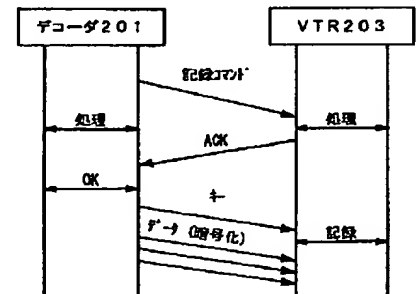 デコーダ201 VTR203
記録コマンド
処理 処理
ACK
OK
キー
データ (暗号化) 記録